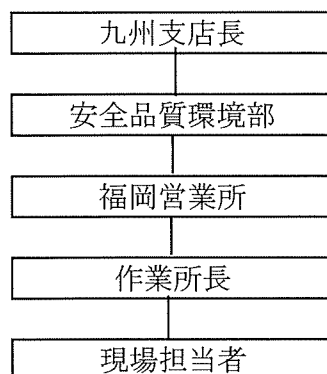 九州支店長
安全品質環境部
福岡営業所
作業所長
現場担当者